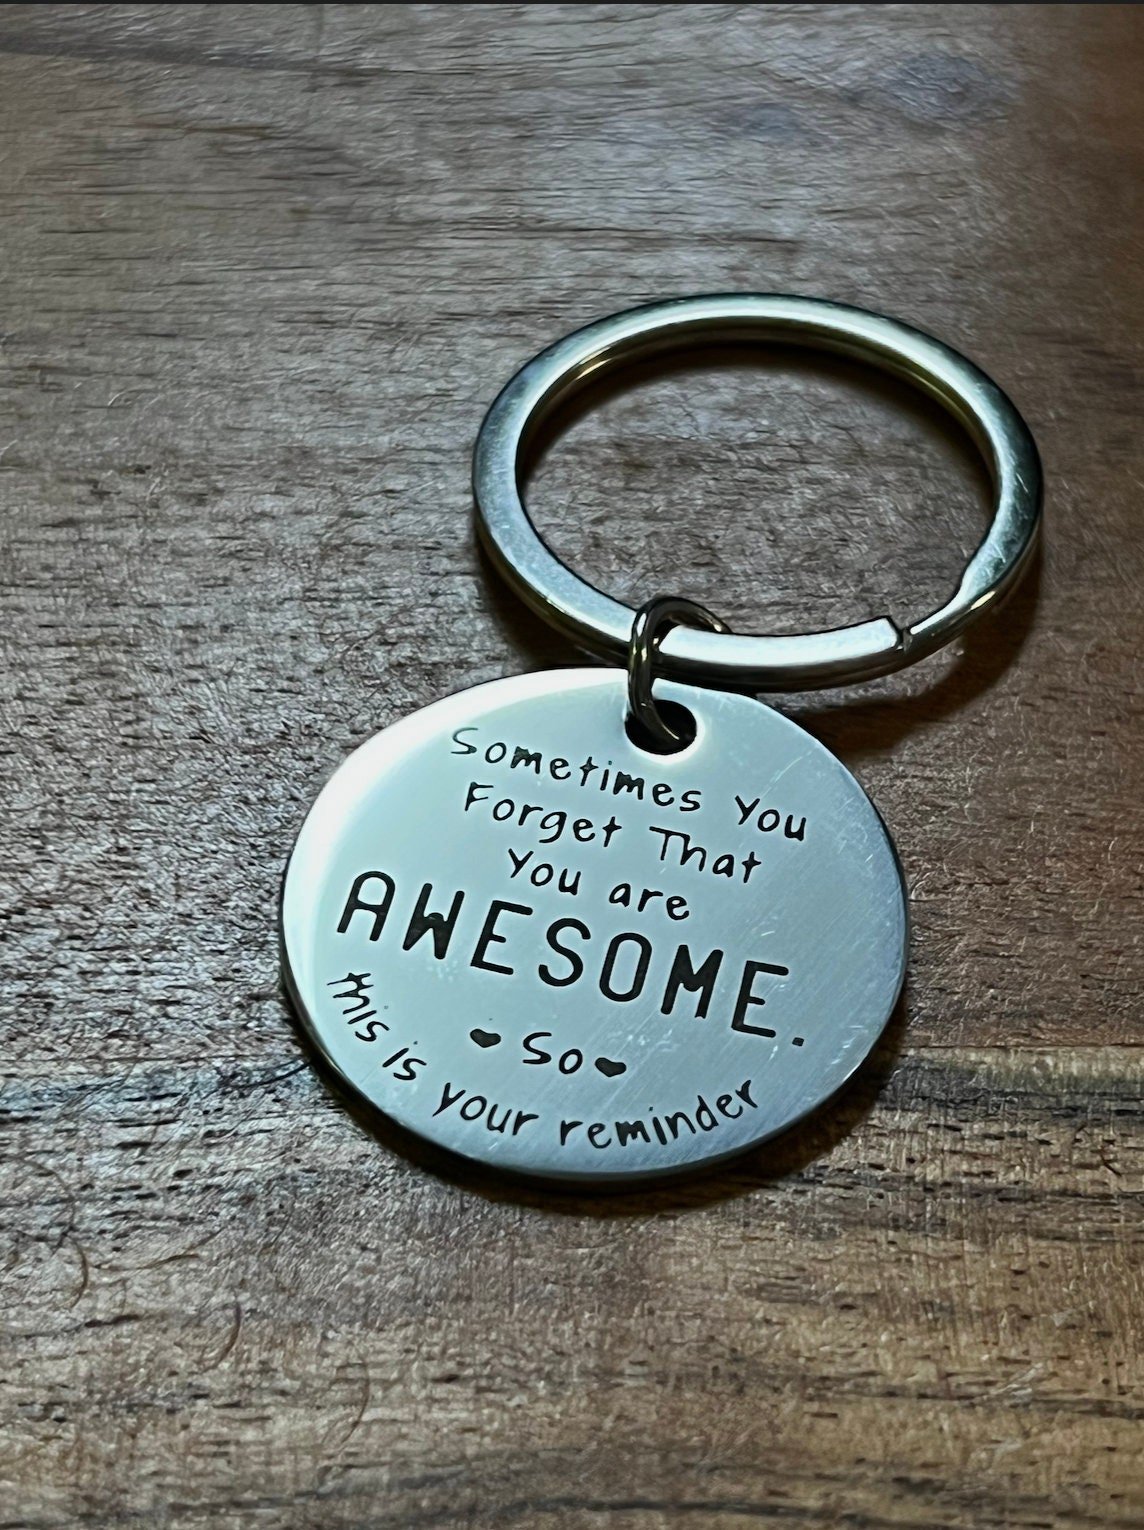 Sometimes You
Forget That
You are
AWESOME.
So
this is your reminder